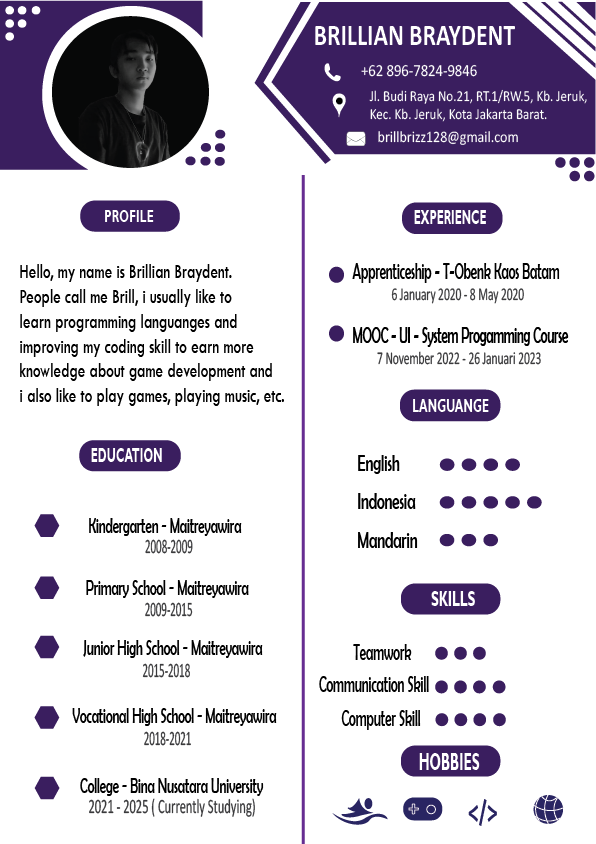 BRILLIAN BRAYDENT
+62 896-7824-9846
Jl. Budi Raya No.21, RT.1/RW.5, Kb. Jeruk,
Kec. Kb. Jeruk, Kota Jakarta Barat.
brillbrizz128@gmail.com
PROFILE
Hello, my name is Brillian Braydent.
People call me Brill, i usually like to
learn programming languanges and
improving my coding skill to earn more
knowledge about game development and
i also like to play games, playing music, etc.
EDUCATION
Kindergarten - Maitreyawira
2008-2009
Primary School - Maitreyawira
2009-2015
Junior High School - Maitreyawira
2015-2018
Vocational High School - Maitreyawira
2018-2021
College - Bina Nusatara University
2021 - 2025 ( Currently Studying)
EXPERIENCE
Apprenticeship - T-Obenk Kaos Batam
6 January 2020 - 8 May 2020
MOOC - UI - System Progamming Course
7 November 2022 - 26 Januari 2023
LANGUANGE
English
Indonesia
Mandarin
SKILLS
Teamwork
Communication Skill
Computer Skill
HOBBIES